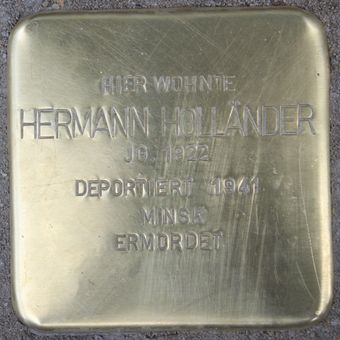 HIER WOHNTE
HERMANN HOLLÄNDER
JG. 1922
DEPORTIERT 1941
MINSK
ERMORDET